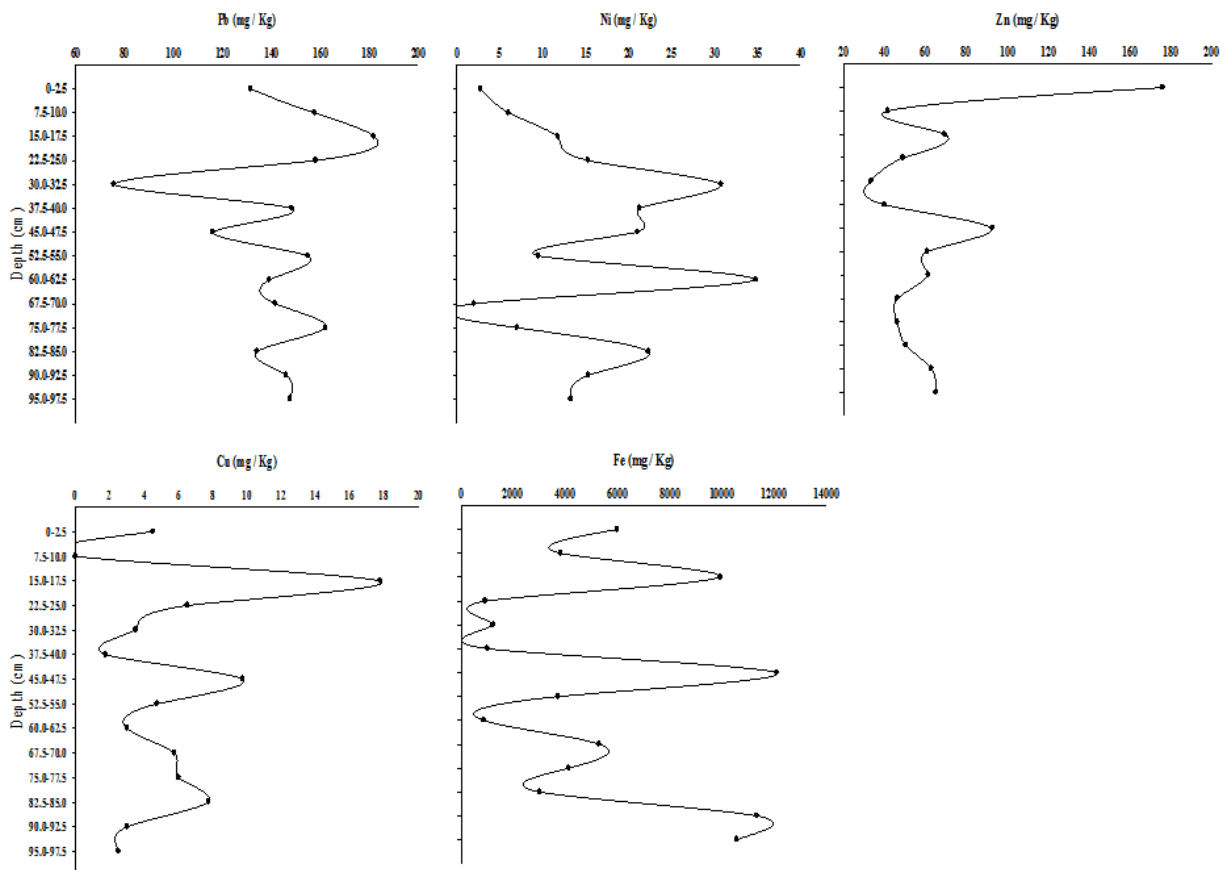 Pb (mg / Kg)
60 80 100 120 140 160 180 200
Ni (mg / Kg)
0 5 10 15 20 25 30 35 40
Zn (mg / Kg)
20 40 60 80 100 120 140 160 180 200
Depth (cm)
0-2.5
7.5-10.0
15.0-17.5
22.5-25.0
30.0-32.5
37.5-40.0
45.0-47.5
52.5-55.0
60.0-62.5
67.5-70.0
75.0-77.5
82.5-85.0
90.0-92.5
95.0-97.5
Cu (mg / Kg)
0 2 4 6 8 10 12 14 16 18 20
Fe (mg / Kg)
0 2000 4000 6000 8000 10000 12000 14000
Depth (cm)
0-2.5
7.5-10.0
15.0-17.5
22.5-25.0
30.0-32.5
37.5-40.0
45.0-47.5
52.5-55.0
60.0-62.5
67.5-70.0
75.0-77.5
82.5-85.0
90.0-92.5
95.0-97.5